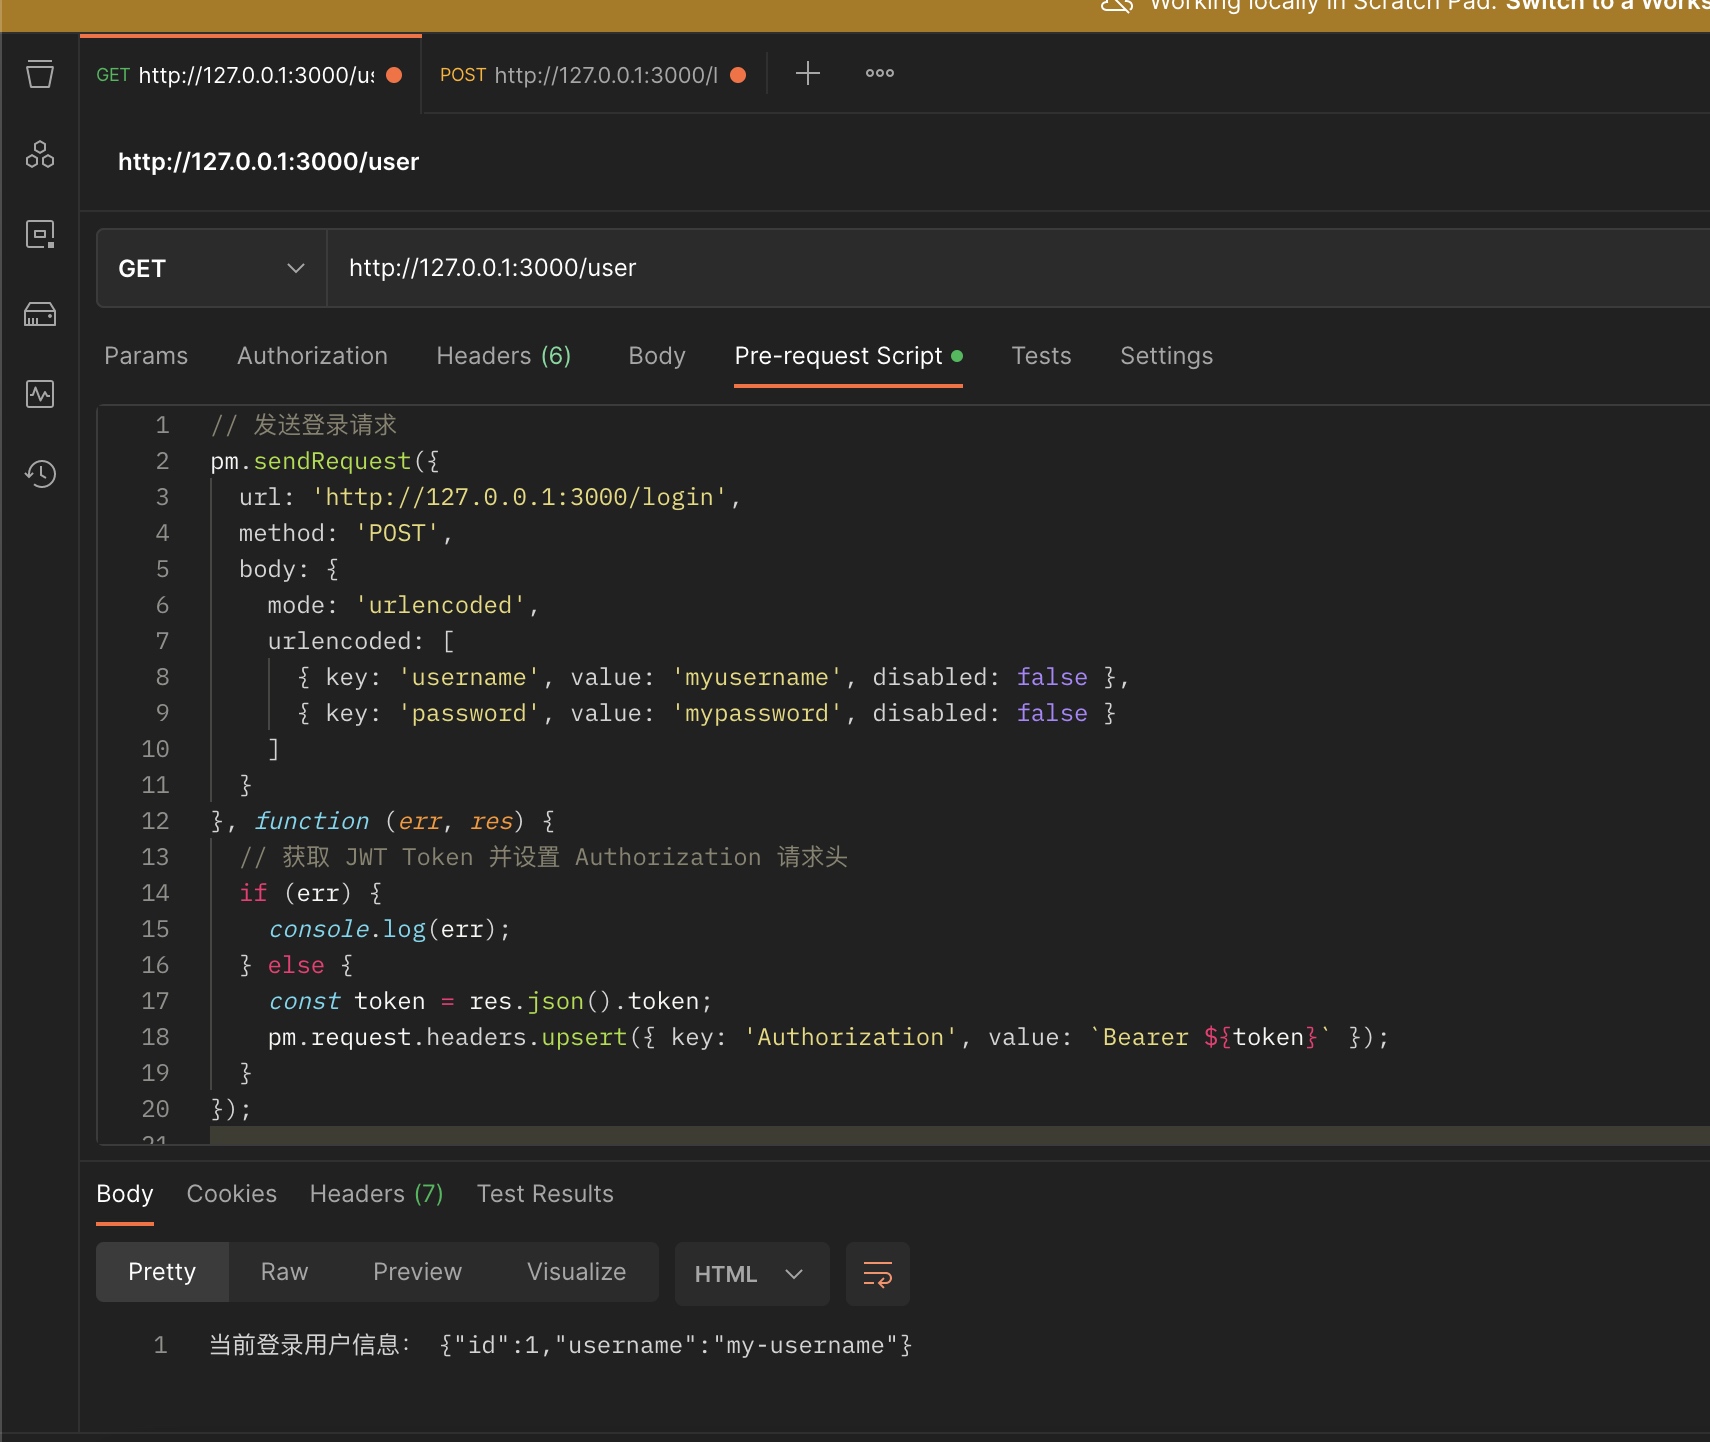 Working locally in Scratch Pad. Switch to a Works
GET http://127.0.0.1:3000/us POST http://127.0.0.1:3000/l
http://127.0.0.1:3000/user
GET http://127.0.0.1:3000/user
Params Authorization Headers (6) Body Pre-request Script Tests Settings
1 // 发送登录请求
2 pm.sendRequest({
3 url: 'http://127.0.0.1:3000/login',
4 method: 'POST',
5 body: {
6 mode: 'urlencoded',
7 urlencoded: [
8 { key: 'username', value: 'myusername', disabled: false },
9 { key: 'password', value: 'mypassword', disabled: false }
10 ]
11 }
12 }, function (err, res) {
13 // 获取 JWT Token 并设置 Authorization 请求头
14 if (err) {
15 console.log(err);
16 } else {
17 const token = res.json().token;
18 pm.request.headers.upsert({ key: 'Authorization', value: `Bearer ${token}` });
19 }
20 });
21
Body Cookies Headers (7) Test Results
Pretty Raw Preview Visualize HTML
1 当前登录用户信息： {"id":1,"username":"my-username"}